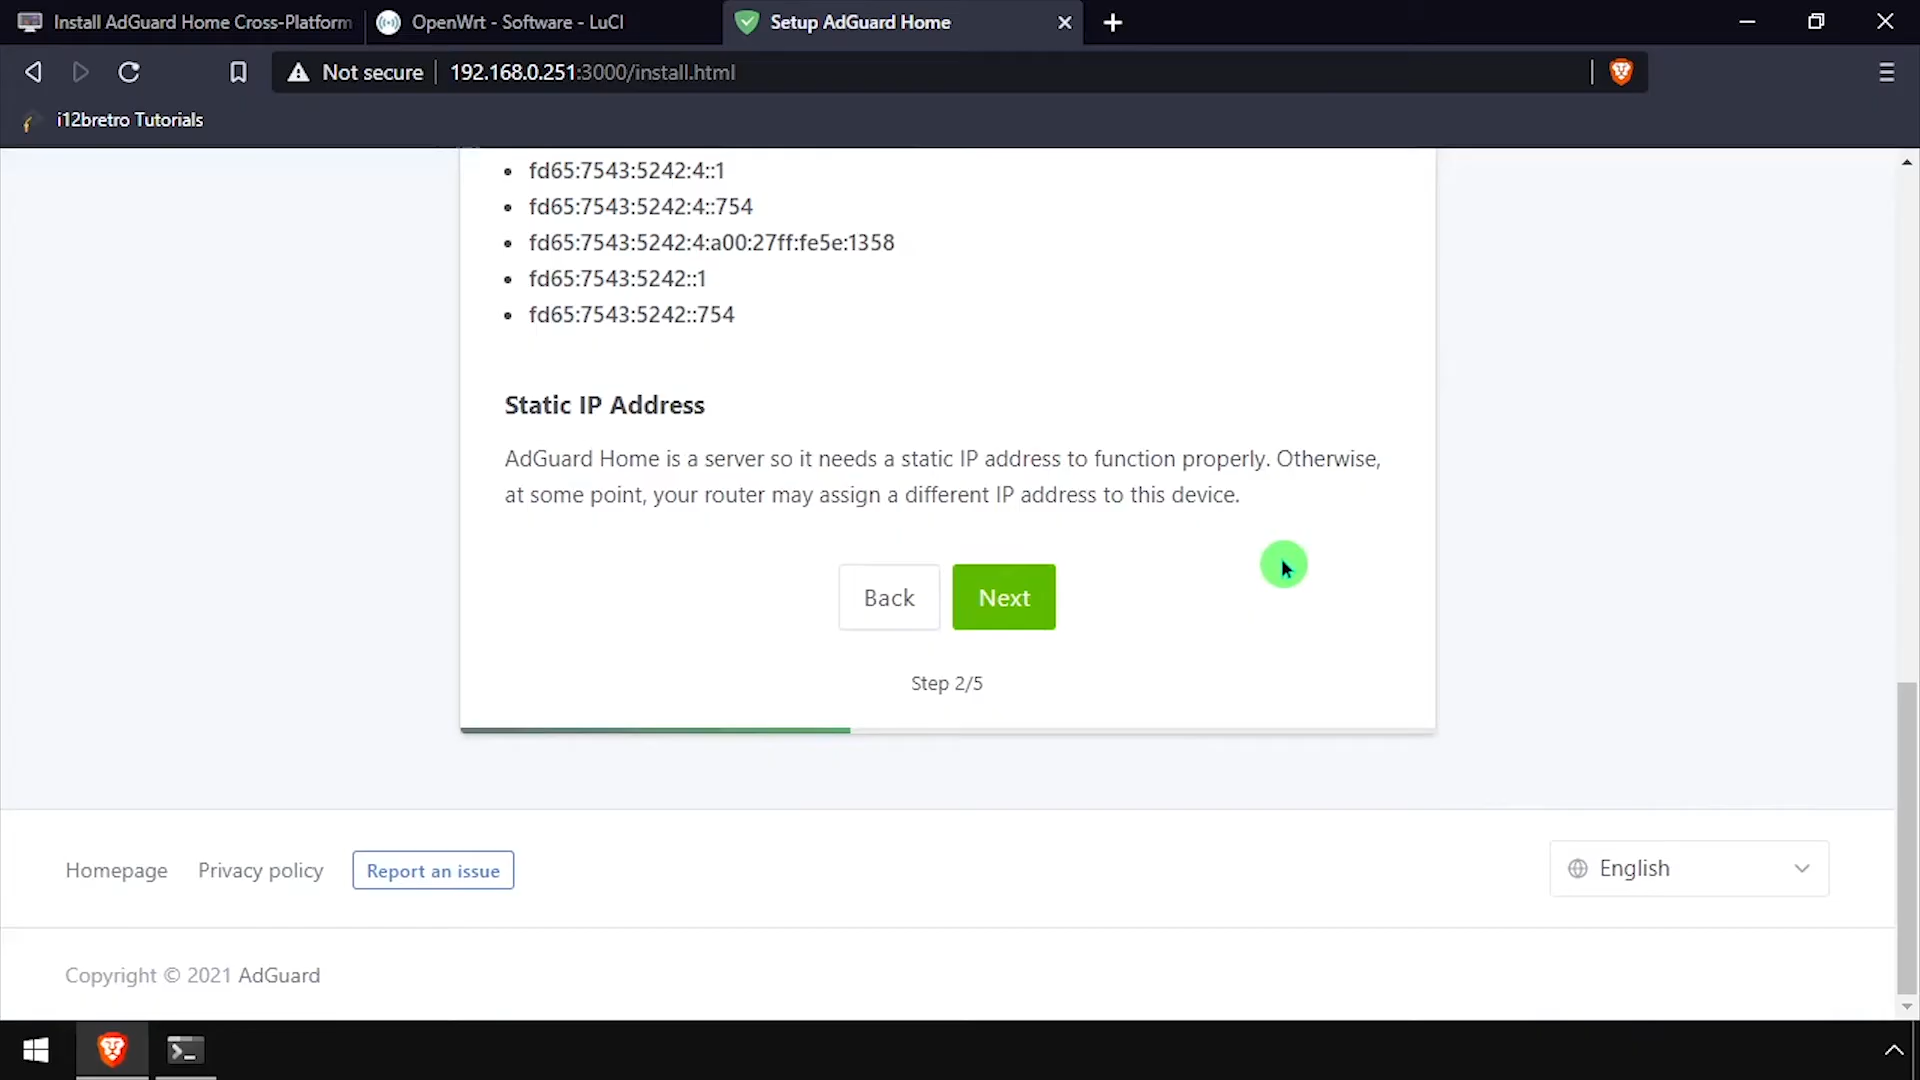 Install AdGuard Home Cross-Platform
OpenWrt - Software - LuCI
Setup AdGuard Home
Not secure
192.168.0.251:3000/install.html
i12bretro Tutorials
fd65:7543:5242:4::1
fd65:7543:5242:4::754
fd65:7543:5242:4:a00:27ff:fe5e:1358
fd65:7543:5242::1
fd65:7543:5242::754
Static IP Address
AdGuard Home is a server so it needs a static IP address to function properly. Otherwise,
at some point, your router may assign a different IP address to this device.
Back
Next
Step 2/5
Homepage
Privacy policy
Report an issue
English
Copyright © 2021 AdGuard